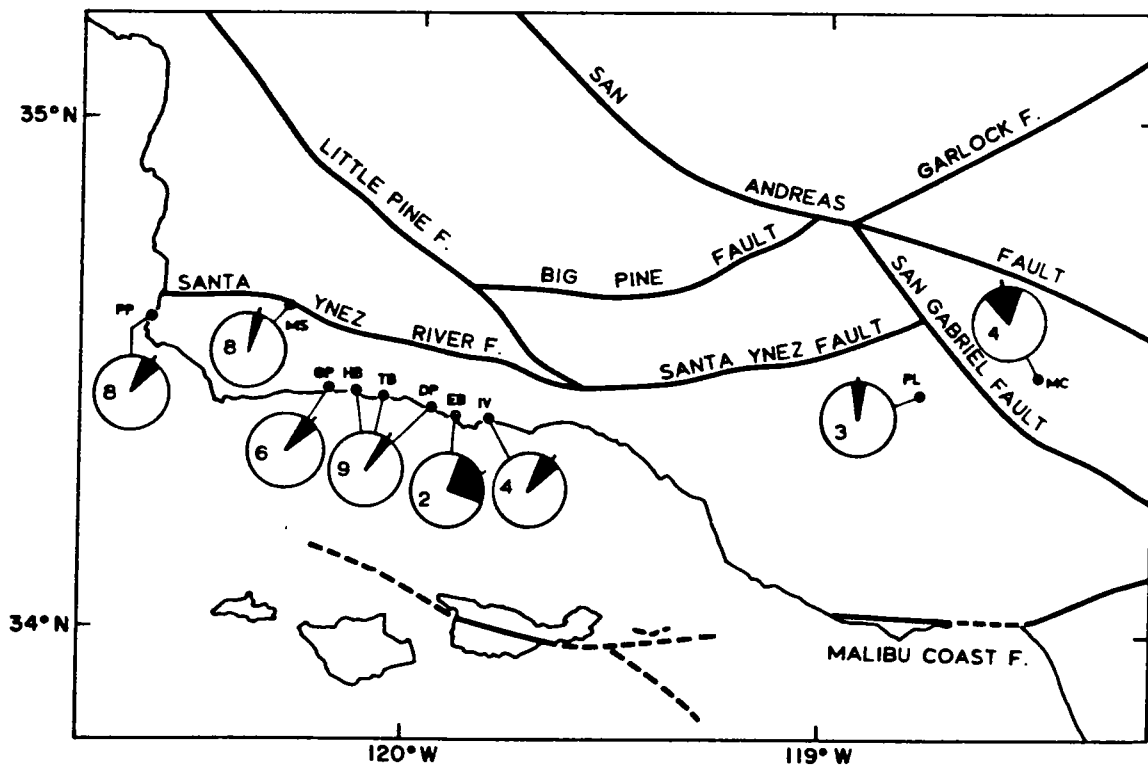 35°N
34°N
120°W
119°W
SAN ANDREAS FAULT
GARLOCK F.
LITTLE PINE F.
BIG PINE FAULT
SANTA YNEZ RIVER F.
SANTA YNEZ FAULT
SAN GABRIEL FAULT
MALIBU COAST F.
PP
8
MS
8
GP
6
HB
TB
9
DP
EB
2
IV
4
PL
3
MC
4